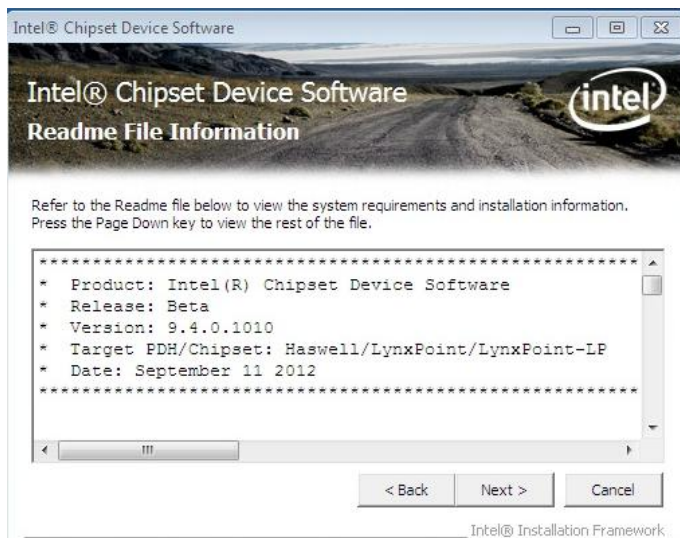 Intel® Chipset Device Software
Intel® Chipset Device Software
Readme File Information
intel
Refer to the Readme file below to view the system requirements and installation information.
Press the Page Down key to view the rest of the file.
************************************************************
* Product: Intel(R) Chipset Device Software
* Release: Beta
* Version: 9.4.0.1010
* Target PDH/Chipset: Haswell/LynxPoint/LynxPoint-LP
* Date: September 11 2012
************************************************************
< Back Next > Cancel
Intel® Installation Framework